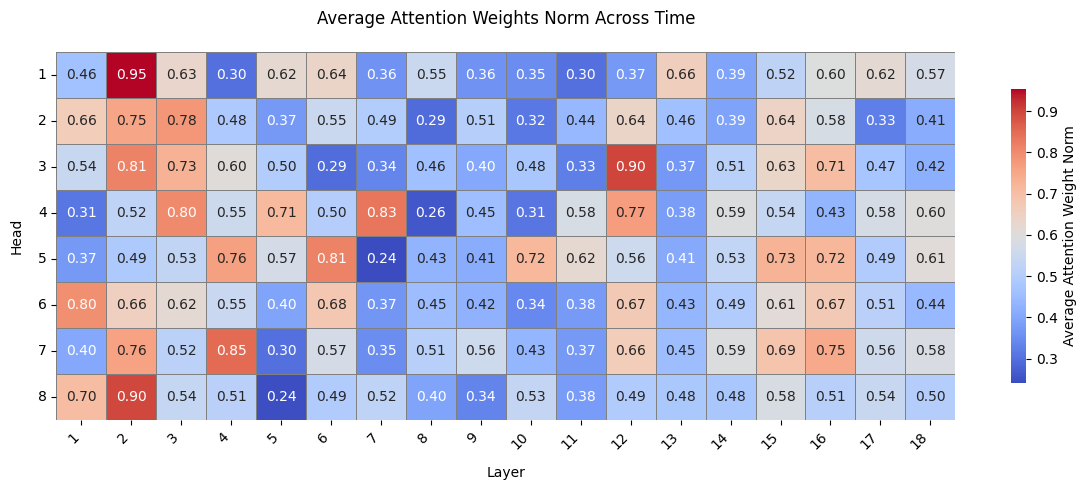 Average Attention Weights Norm Across Time
1 0.46 0.95 0.63 0.30 0.62 0.64 0.36 0.55 0.36 0.35 0.30 0.37 0.66 0.39 0.52 0.60 0.62 0.57
2 0.66 0.75 0.78 0.48 0.37 0.55 0.49 0.29 0.51 0.32 0.44 0.64 0.46 0.39 0.64 0.58 0.33 0.41
3 0.54 0.81 0.73 0.60 0.50 0.29 0.34 0.46 0.40 0.48 0.33 0.90 0.37 0.51 0.63 0.71 0.47 0.42
4 0.31 0.52 0.80 0.55 0.71 0.50 0.83 0.26 0.45 0.31 0.58 0.77 0.38 0.59 0.54 0.43 0.58 0.60
5 0.37 0.49 0.53 0.76 0.57 0.81 0.24 0.43 0.41 0.72 0.62 0.56 0.41 0.53 0.73 0.72 0.49 0.61
6 0.80 0.66 0.62 0.55 0.40 0.68 0.37 0.45 0.42 0.34 0.38 0.67 0.43 0.49 0.61 0.67 0.51 0.44
7 0.40 0.76 0.52 0.85 0.30 0.57 0.35 0.51 0.56 0.43 0.37 0.66 0.45 0.59 0.69 0.75 0.56 0.58
8 0.70 0.90 0.54 0.51 0.24 0.49 0.52 0.40 0.34 0.53 0.38 0.49 0.48 0.48 0.58 0.51 0.54 0.50
Head
1 2 3 4 5 6 7 8 9 10 11 12 13 14 15 16 17 18
Layer
0.9
0.8
0.7
0.6
0.5
0.4
0.3
Average Attention Weight Norm